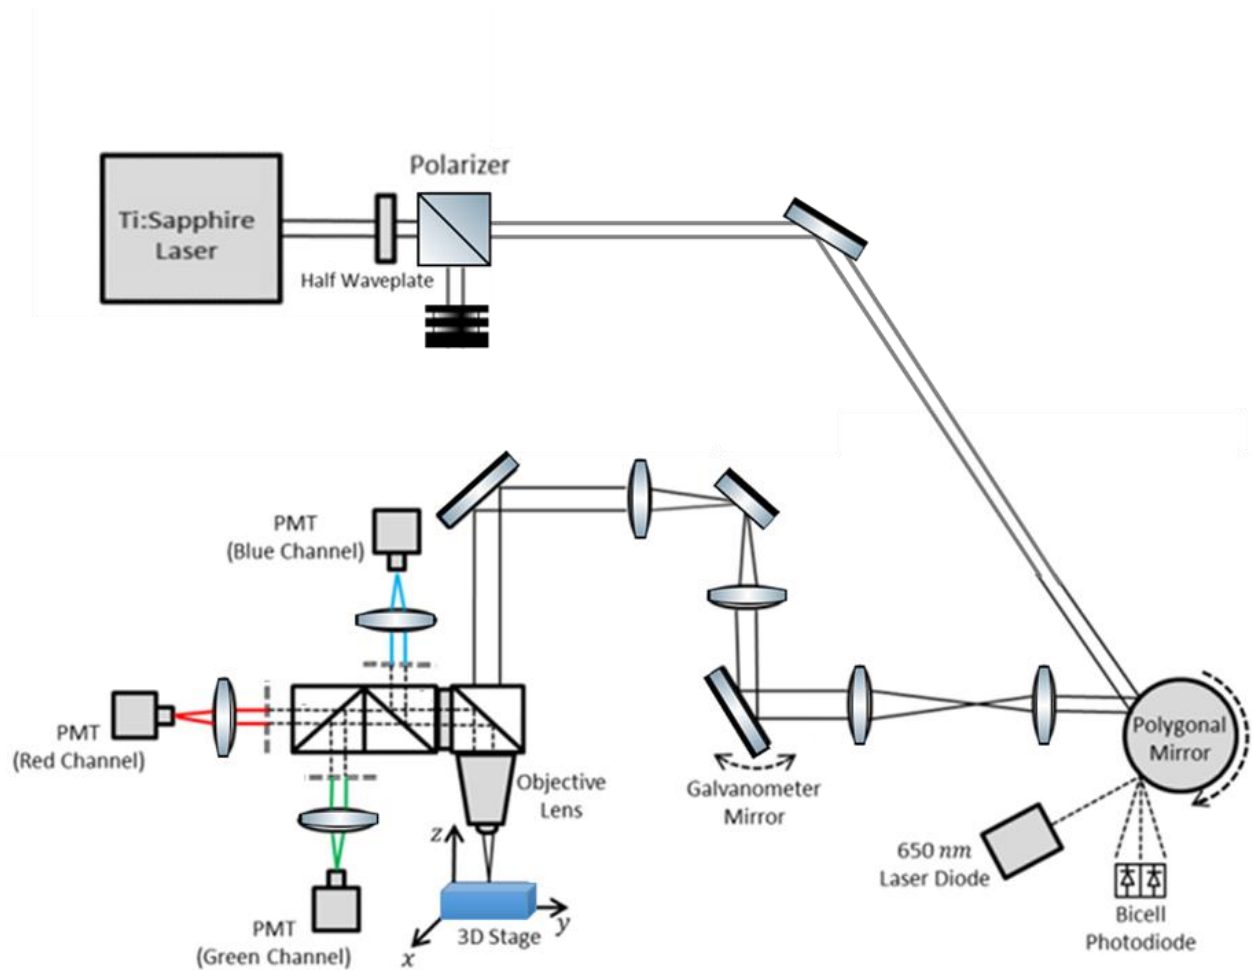 Polarizer
Ti:Sapphire
Laser
Half Waveplate
PMT
(Blue Channel)
PMT
(Red Channel)
Polygonal
Mirror
Objective
Lens
Galvanometer
Mirror
z
650 nm
Laser Diode
y
3D Stage
x
PMT
(Green Channel)
Bicell
Photodiode